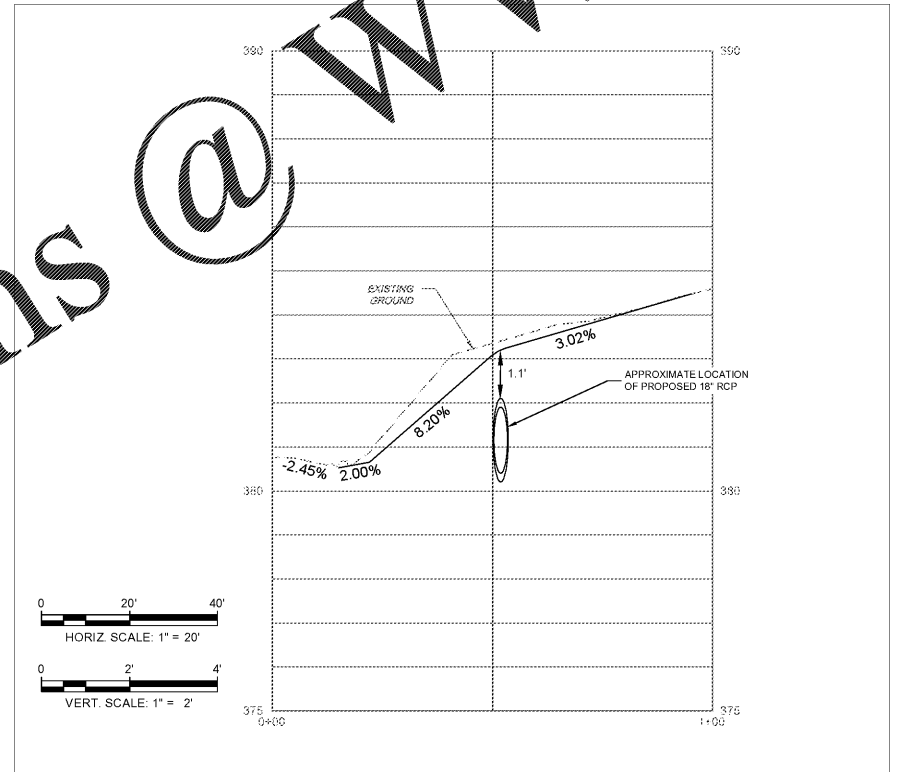 390
390
ns @ W
EXISTING
GROUND
3.02%
1.1'
APPROXIMATE LOCATION
OF PROPOSED 18" RCP
8.20%
-2.45%
2.00%
380
380
0 20' 40'
HORIZ. SCALE: 1" = 20'
0 2' 4'
VERT. SCALE: 1" = 2'
375
375
0+00
1+00